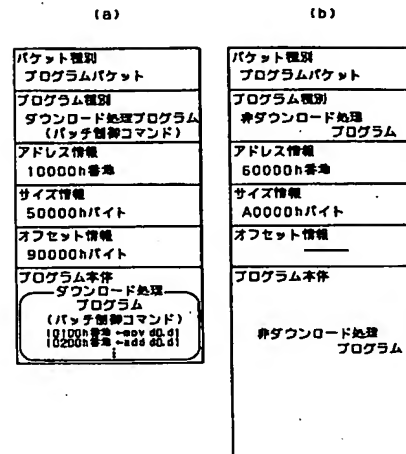 (a)
パケット種別
プログラムパケット
プログラム種別
ダウンロード処理プログラム
(パッチ制御コマンド)
アドレス情報
10000h番地
サイズ情報
50000hバイト
オフセット情報
90000hバイト
プログラム本体
ダウンロード処理
プログラム
(パッチ制御コマンド)
10100h番地←mov d0,d1
10200h番地←add d0,d1
(b)
パケット種別
プログラムパケット
プログラム種別
非ダウンロード処理
プログラム
アドレス情報
60000h番地
サイズ情報
A0000hバイト
オフセット情報
プログラム本体
非ダウンロード処理
プログラム